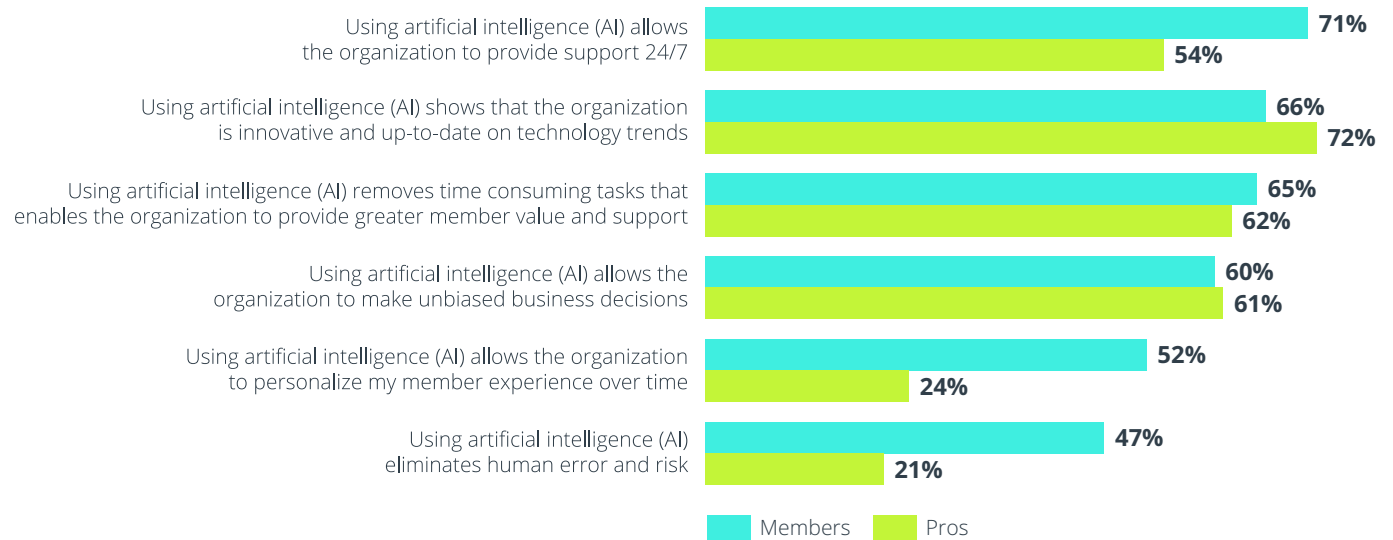 Using artificial intelligence (AI) allows
the organization to provide support 24/7
71%
54%
Using artificial intelligence (AI) shows that the organization
is innovative and up-to-date on technology trends
66%
72%
Using artificial intelligence (AI) removes time consuming tasks that
enables the organization to provide greater member value and support
65%
62%
Using artificial intelligence (AI) allows the
organization to make unbiased business decisions
60%
61%
Using artificial intelligence (AI) allows the organization
to personalize my member experience over time
52%
24%
Using artificial intelligence (AI)
eliminates human error and risk
47%
21%
Members Pros